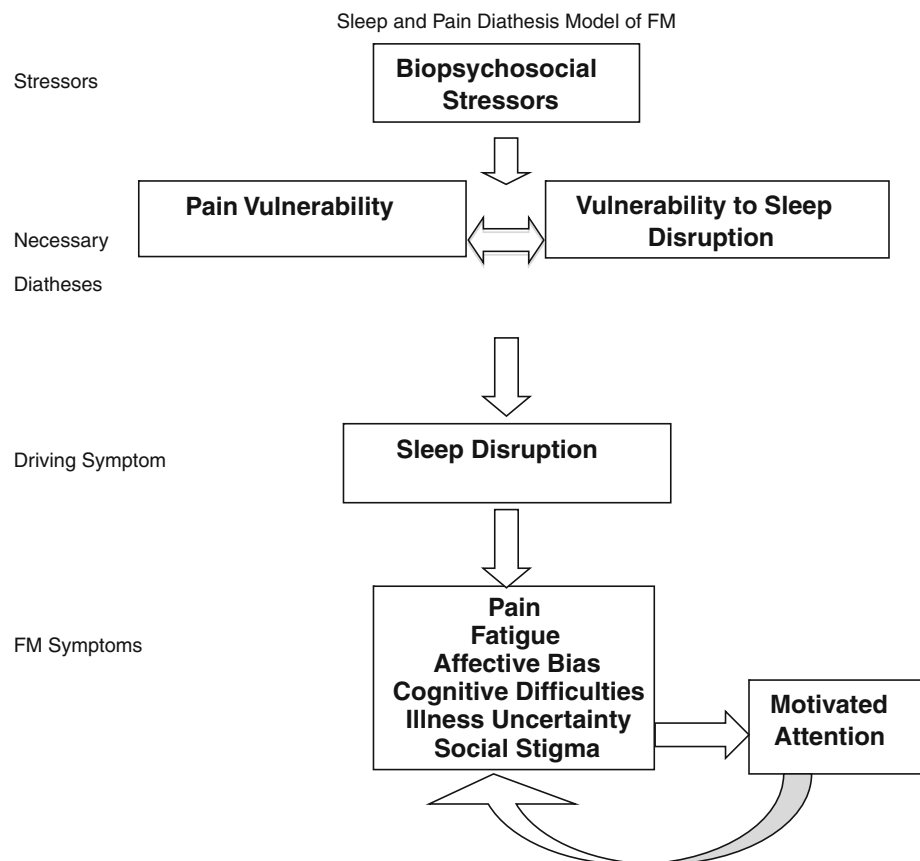 Sleep and Pain Diathesis Model of FM
Stressors
Biopsychosocial
Stressors
Pain Vulnerability
Vulnerability to Sleep
Disruption
Necessary
Diatheses
Driving Symptom
Sleep Disruption
FM Symptoms
Pain
Fatigue
Affective Bias
Cognitive Difficulties
Illness Uncertainty
Social Stigma
Motivated
Attention